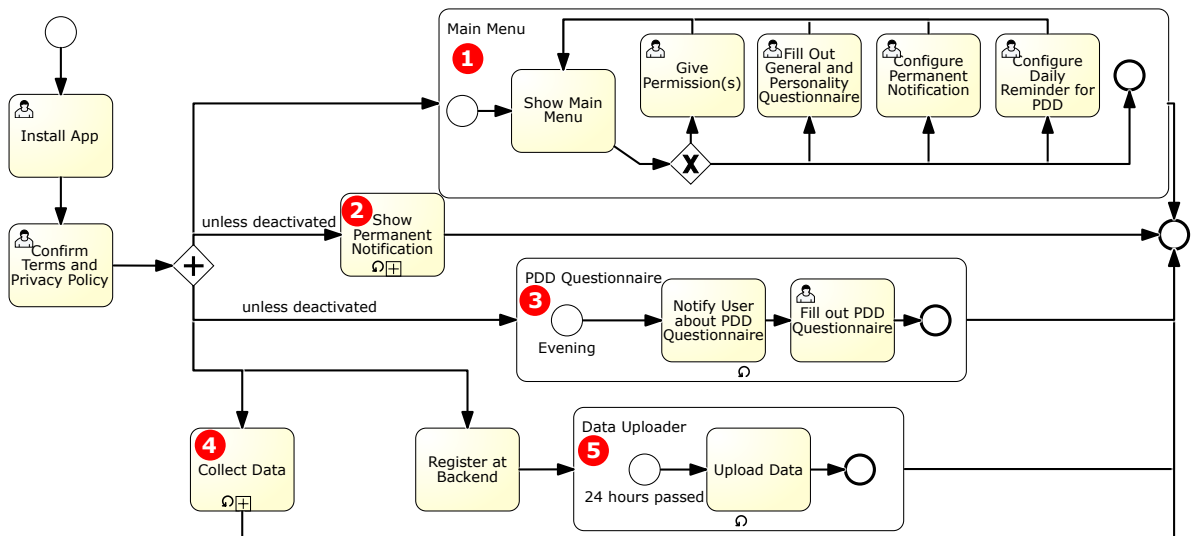 Main Menu
1
Show Main
Menu
Give
Permission(s)
Fill Out
General and
Personality
Questionnaire
Configure
Permanent
Notification
Configure
Daily
Reminder for
PDD
X
Install App
Confirm
Terms and
Privacy Policy
unless deactivated
2
Show
Permanent
Notification
unless deactivated
PDD Questionnaire
3
Evening
Notify User
about PDD
Questionnaire
Fill out PDD
Questionnaire
4
Collect Data
Register at
Backend
Data Uploader
5
24 hours passed
Upload Data